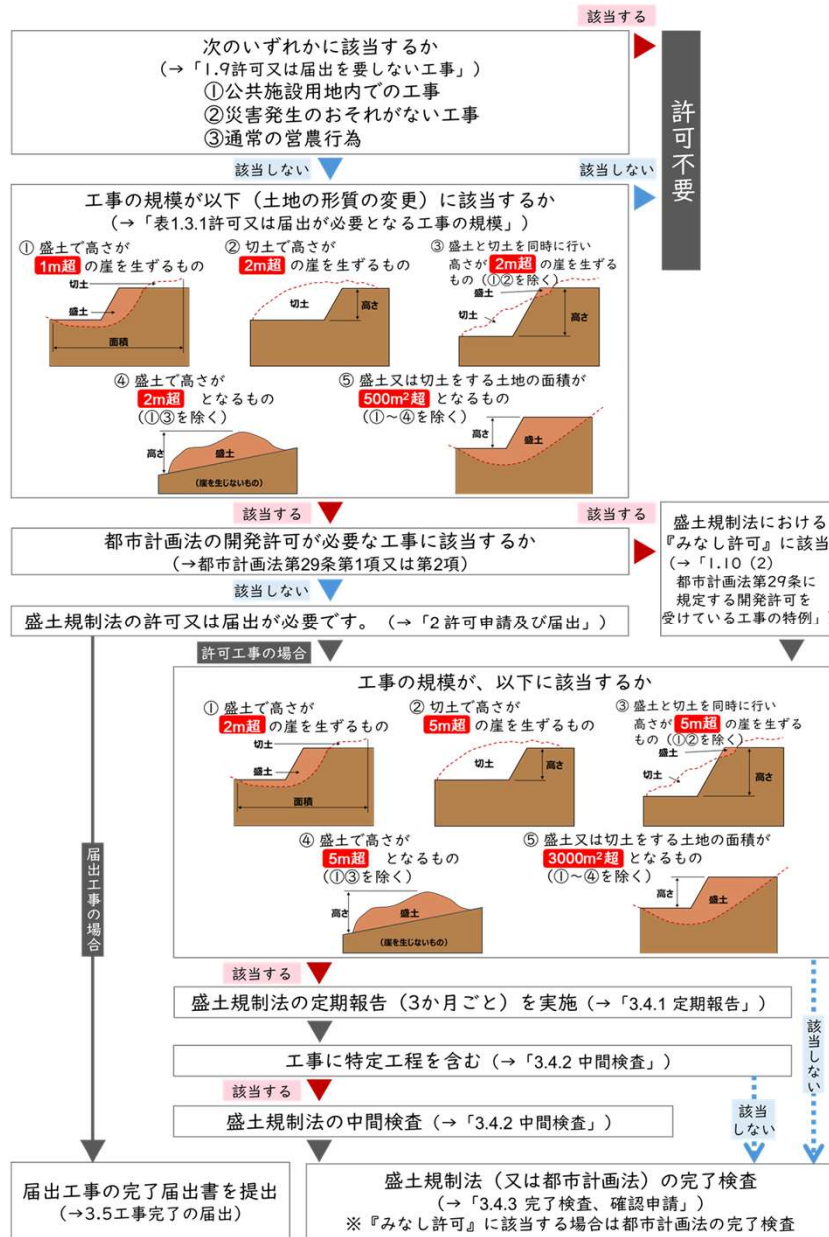 該当する
次のいずれかに該当するか
(→「1.9許可又は届出を要しない工事」)
①公共施設用地内での工事
②災害発生のおそれがない工事
③通常の営農行為
許可不要
該当しない
該当しない
工事の規模が以下(土地の形質の変更)に該当するか
(→「表1.3.1許可又は届出が必要となる工事の規模」)
① 盛土で高さが
1m超 の崖を生ずるもの
切土
盛土
面積
② 切土で高さが
2m超 の崖を生ずるもの
切土
高さ
③ 盛土と切土を同時に行い
高さが 2m超 の崖を生ずる
もの(①②を除く)
盛土
切土
高さ
④ 盛土で高さが
2m超 となるもの
(①③を除く)
高さ
盛土
(崖を生じないもの)
⑤ 盛土又は切土をする土地の面積が
500m²超 となるもの
(①~④を除く)
高さ
盛土
該当する
該当する
都市計画法の開発許可が必要な工事に該当するか
(→都市計画法第29条第1項又は第2項)
盛土規制法における
『みなし許可』に該当
(→「1.10(2)
都市計画法第29条に
規定する開発許可を
受けている工事の特例」
該当しない
盛土規制法の許可又は届出が必要です。(→「2 許可申請及び届出」)
許可工事の場合
工事の規模が、以下に該当するか
① 盛土で高さが
2m超 の崖を生ずるもの
切土
盛土
面積
② 切土で高さが
5m超 の崖を生ずるもの
切土
高さ
③ 盛土と切土を同時に行い
高さが 5m超 の崖を生ずる
もの(①②を除く)
盛土
切土
高さ
④ 盛土で高さが
5m超 となるもの
(①③を除く)
高さ
盛土
(崖を生じないもの)
⑤ 盛土又は切土をする土地の面積が
3000m²超 となるもの
(①~④を除く)
高さ
盛土
届出工事の場合
該当する
盛土規制法の定期報告(3か月ごと)を実施(→「3.4.1 定期報告」)
該当しない
工事に特定工程を含む(→「3.4.2 中間検査」)
該当する
該当
しない
盛土規制法の中間検査(→「3.4.2 中間検査」)
届出工事の完了届出書を提出
(→3.5工事完了の届出)
盛土規制法(又は都市計画法)の完了検査
(→「3.4.3 完了検査、確認申請」)
※『みなし許可』に該当する場合は都市計画法の完了検査